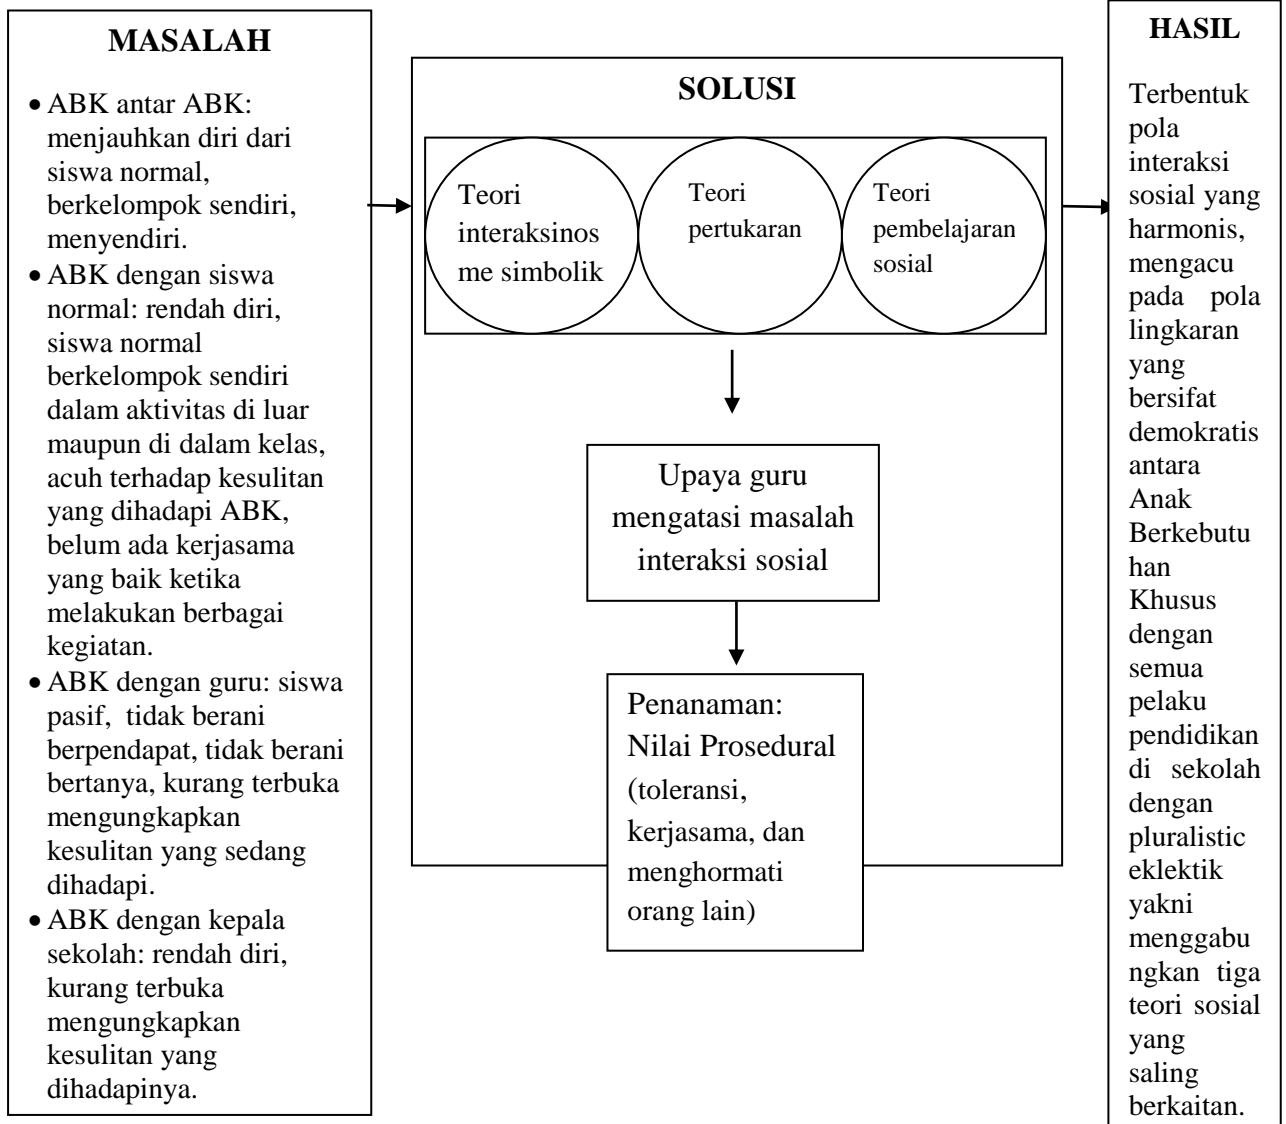 MASALAH
• ABK antar ABK:
menjauhkan diri dari
siswa normal,
berkelompok sendiri,
menyendiri.
• ABK dengan siswa
normal: rendah diri,
siswa normal
berkelompok sendiri
dalam aktivitas di luar
maupun di dalam kelas,
acuh terhadap kesulitan
yang dihadapi ABK,
belum ada kerjasama
yang baik ketika
melakukan berbagai
kegiatan.
• ABK dengan guru: siswa
pasif, tidak berani
berpendapat, tidak berani
bertanya, kurang terbuka
mengungkapkan
kesulitan yang sedang
dihadapi.
• ABK dengan kepala
sekolah: rendah diri,
kurang terbuka
mengungkapkan
kesulitan yang
dihadapinya.
SOLUSI
Teori
interaksinos
me simbolik
Teori
pertukaran
Teori
pembelajaran
sosial
Upaya guru
mengatasi masalah
interaksi sosial
Penanaman:
Nilai Prosedural
(toleransi,
kerjasama, dan
menghormati
orang lain)
HASIL
Terbentuk
pola
interaksi
sosial yang
harmonis,
mengacu
pada pola
lingkaran
yang
bersifat
demokratis
antara
Anak
Berkebutu
han
Khusus
dengan
semua
pelaku
pendidikan
di sekolah
dengan
pluralistic
eklektik
yakni
menggabu
ngkan tiga
teori sosial
yang
saling
berkaitan.